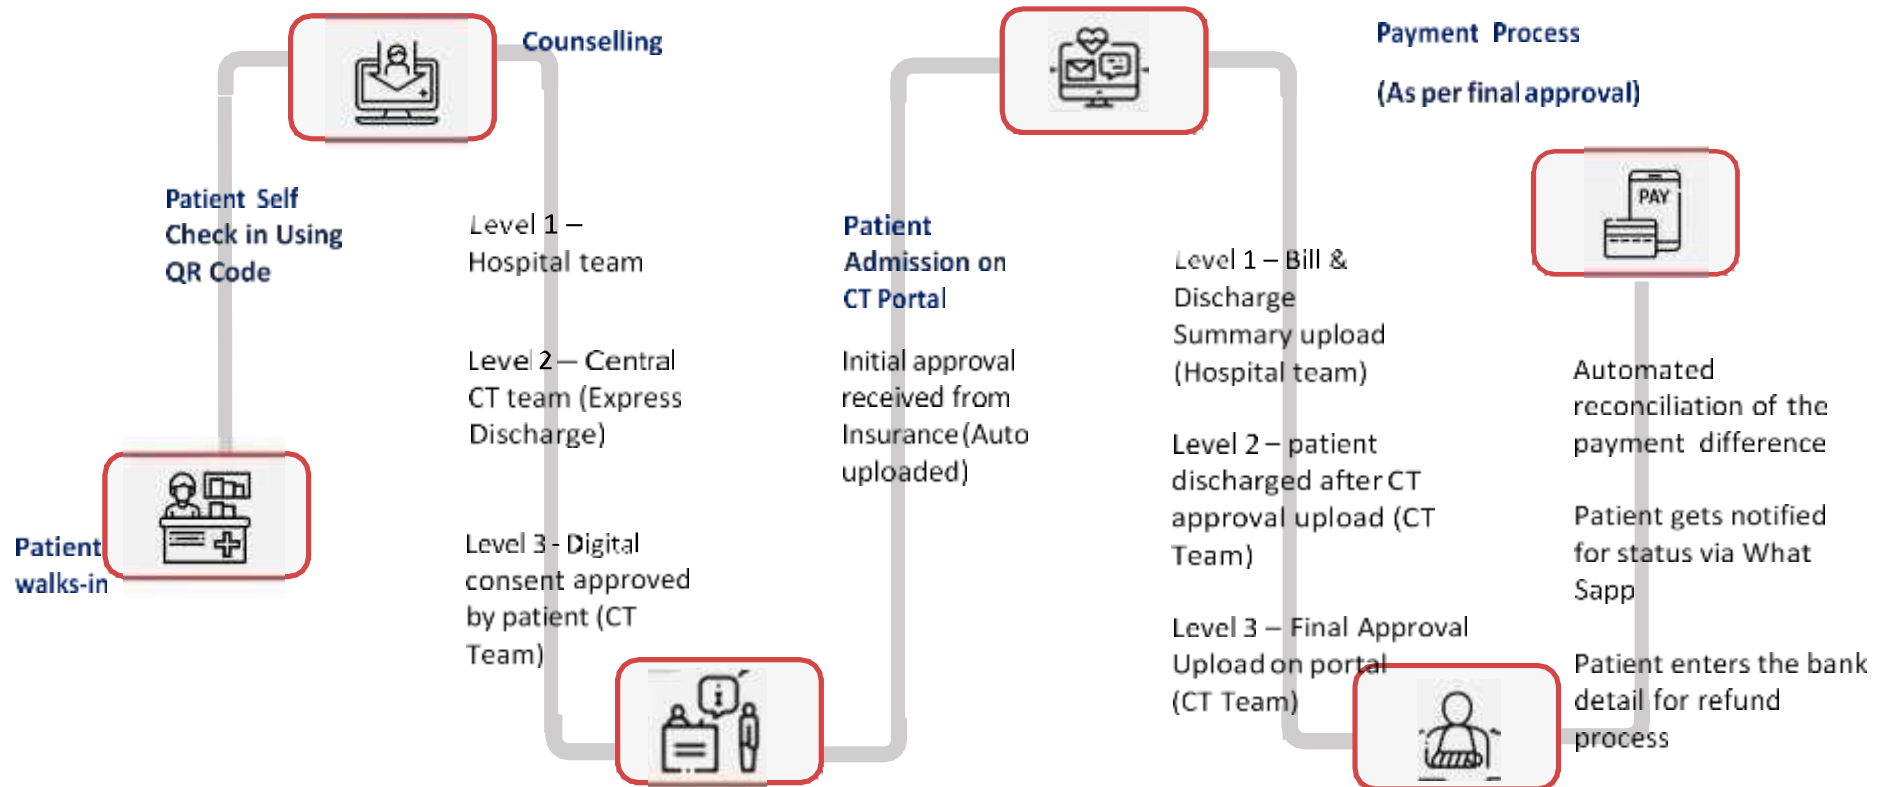 Patient
walks-in
Patient Self
Check in Using
QR Code
Counselling
Level 1 –
Hospital team
Level 2 – Central
CT team (Express
Discharge)
Level 3 - Digital
consent approved
by patient (CT
Team)
Patient
Admission on
CT Portal
Initial approval
received from
Insurance (Auto
uploaded)
Level 1 – Bill &
Discharge
Summary upload
(Hospital team)
Level 2 – patient
discharged after CT
approval upload (CT
Team)
Level 3 – Final Approval
Upload on portal
(CT Team)
Payment Process
(As per final approval)
PAY
Automated
reconciliation of the
payment difference
Patient gets notified
for status via What
Sapp
Patient enters the bank
detail for refund
process